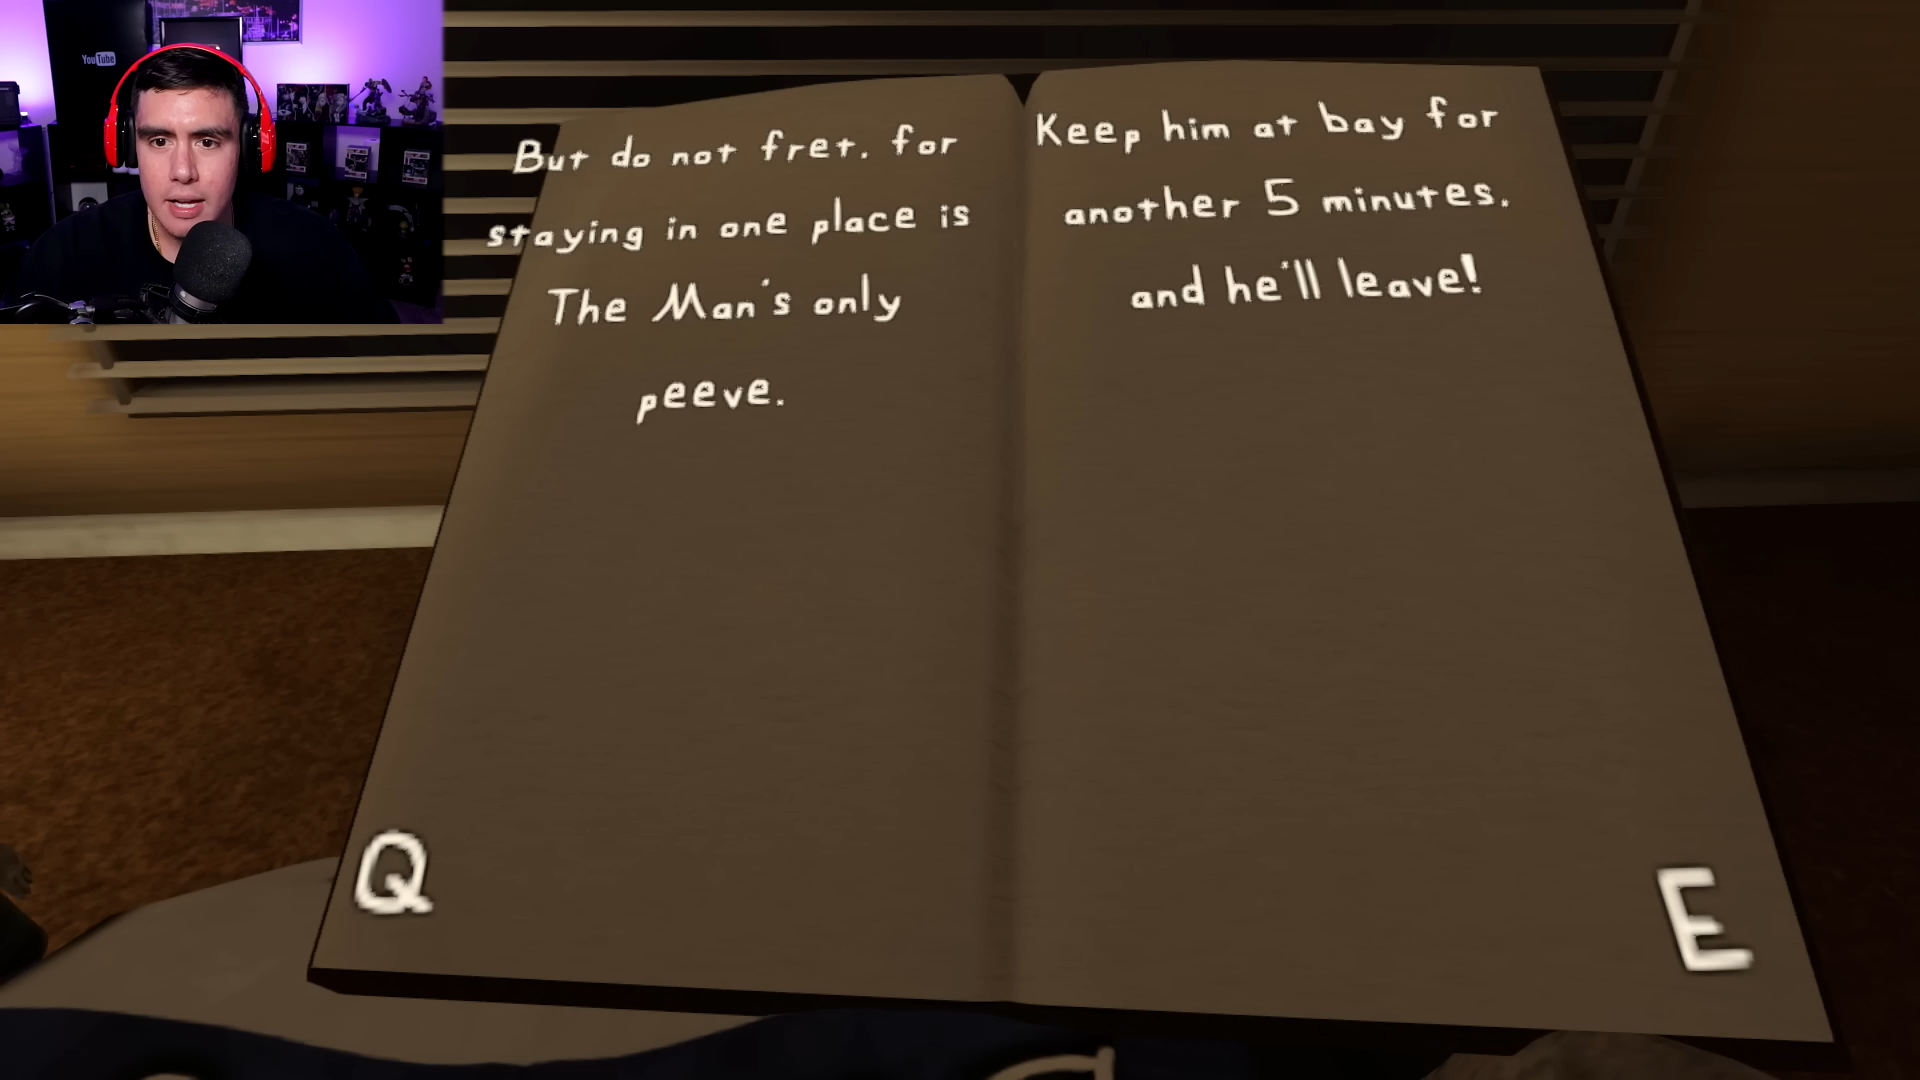 YouTube
But do not fret. for
staying in one place is
The Man's only
peeve.
Keep him at bay for
another 5 minutes.
and he'll leave!
Q
E